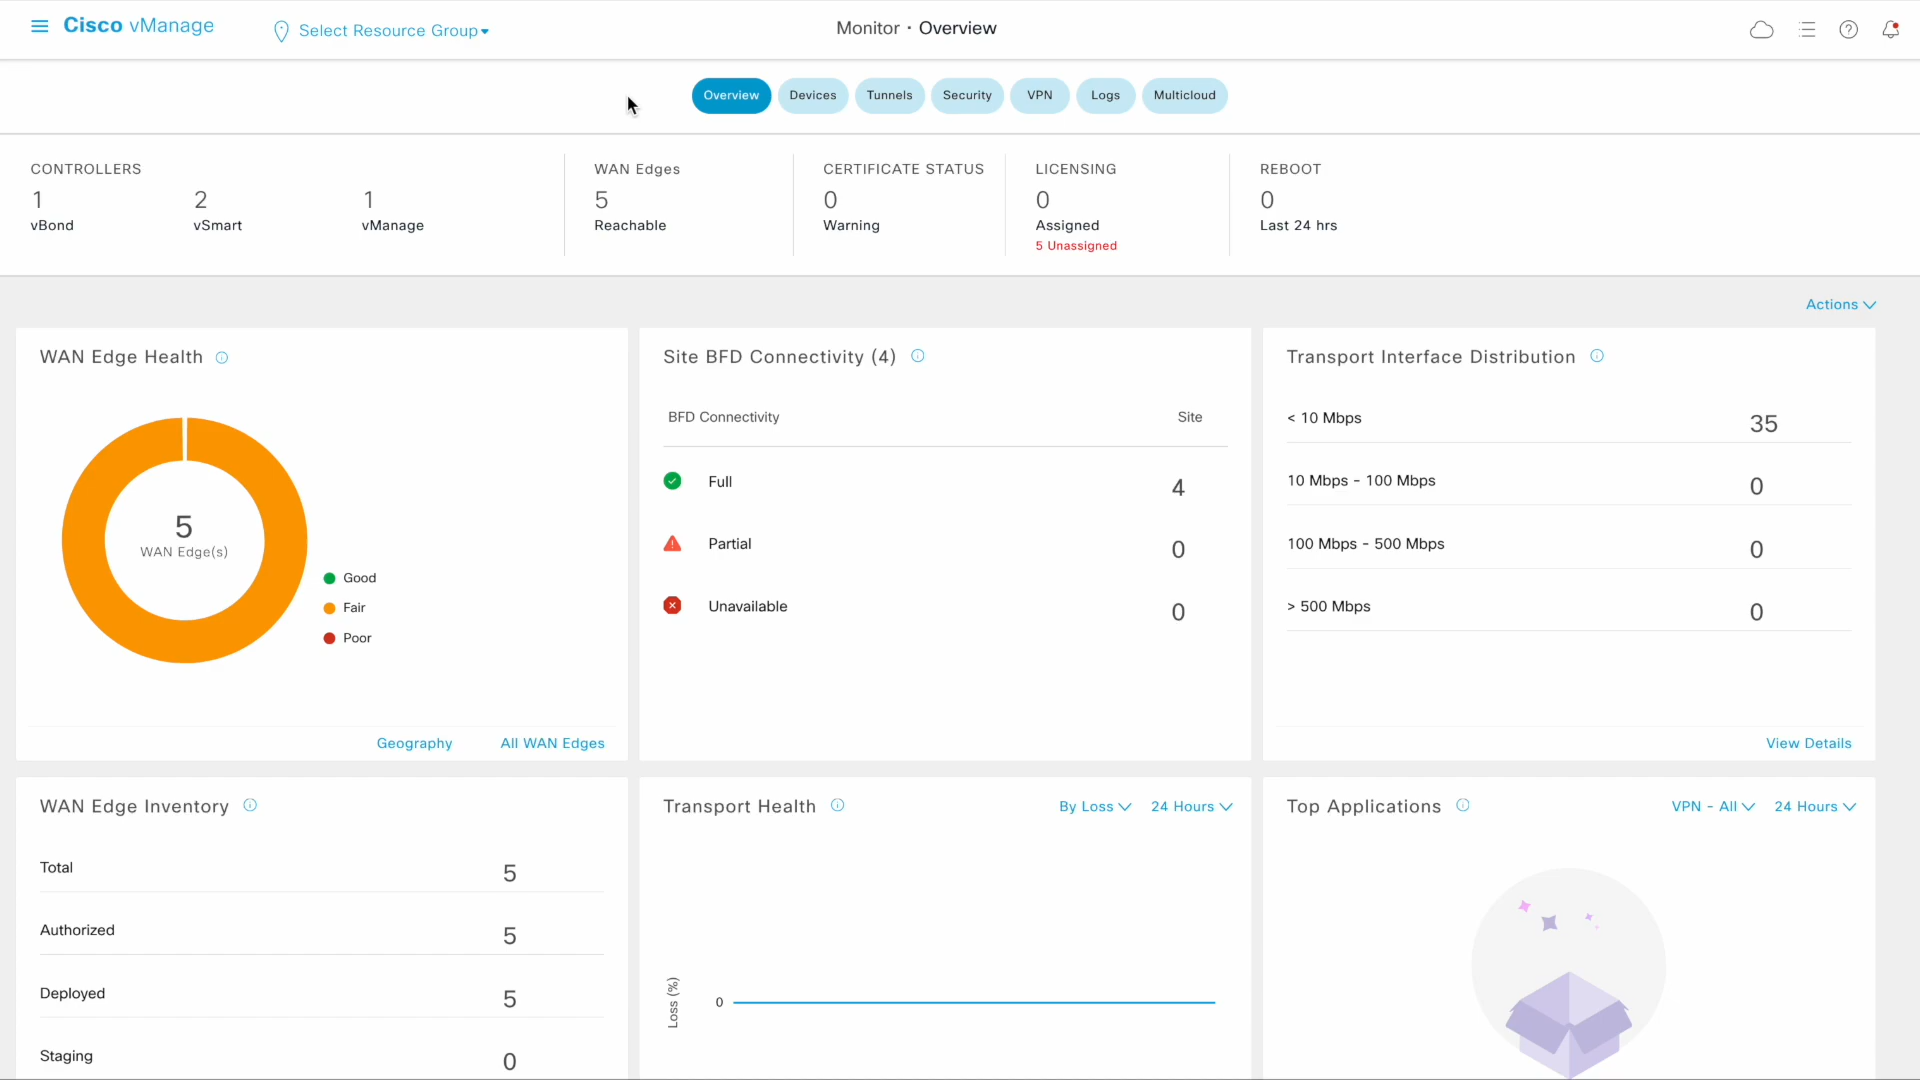 Cisco vManage
Select Resource Group
Monitor · Overview
Overview
Devices
Tunnels
Security
VPN
Logs
Multicloud
CONTROLLERS
1
vBond
2
vSmart
1
vManage
WAN Edges
5
Reachable
CERTIFICATE STATUS
0
Warning
LICENSING
0
Assigned
5 Unassigned
REBOOT
0
Last 24 hrs
Actions
WAN Edge Health
5
WAN Edge(s)
Good
Fair
Poor
Geography
All WAN Edges
Site BFD Connectivity (4)
BFD Connectivity Site
Full 4
Partial 0
Unavailable 0
Transport Interface Distribution
< 10 Mbps 35
10 Mbps - 100 Mbps 0
100 Mbps - 500 Mbps 0
> 500 Mbps 0
View Details
WAN Edge Inventory
Total 5
Authorized 5
Deployed 5
Staging 0
Transport Health
By Loss
24 Hours
Loss (%)
0
Top Applications
VPN - All
24 Hours